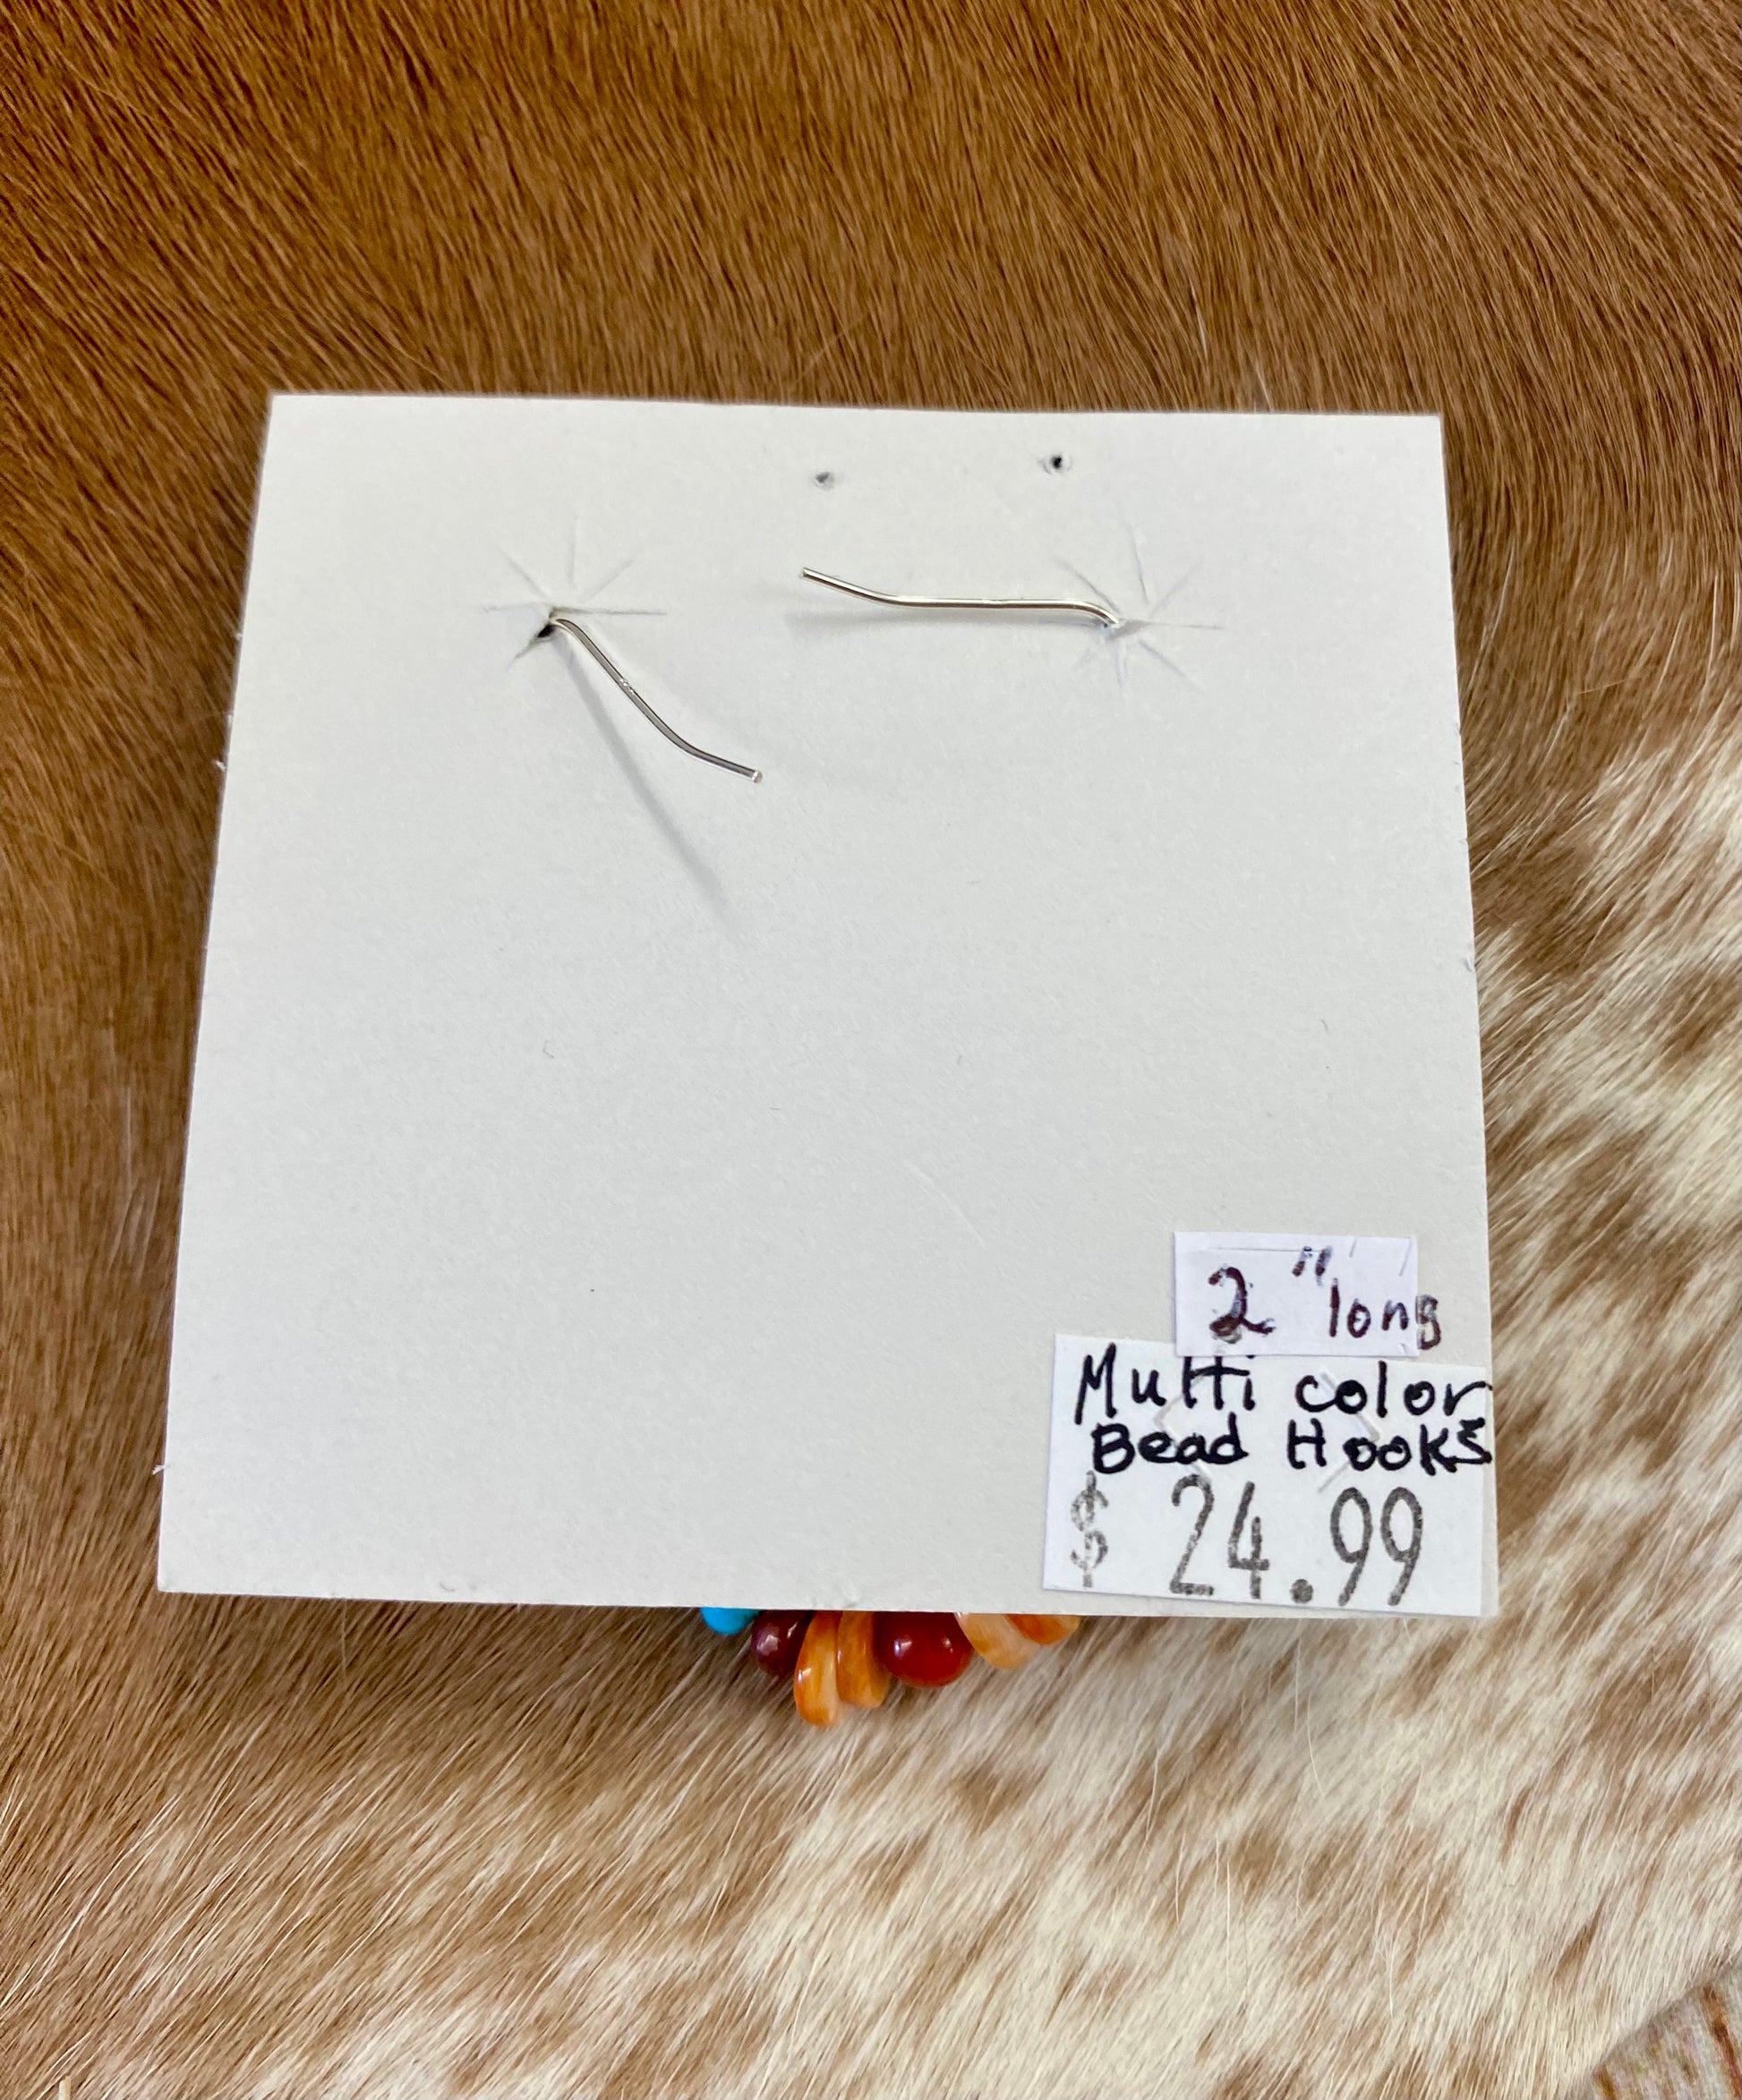 2" long
Multi color
Bead Hooks
$ 24.99